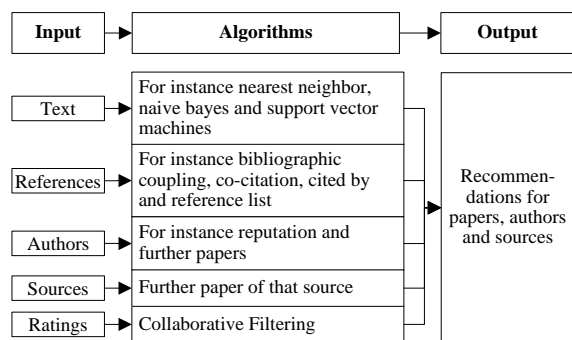 Input
Algorithms
Output
Text
For instance nearest neighbor,
naive bayes and support vector
machines
References
For instance bibliographic
coupling, co-citation, cited by
and reference list
Authors
For instance reputation and
further papers
Sources
Further paper of that source
Ratings
Collaborative Filtering
Recommen-
dations for
papers, authors
and sources